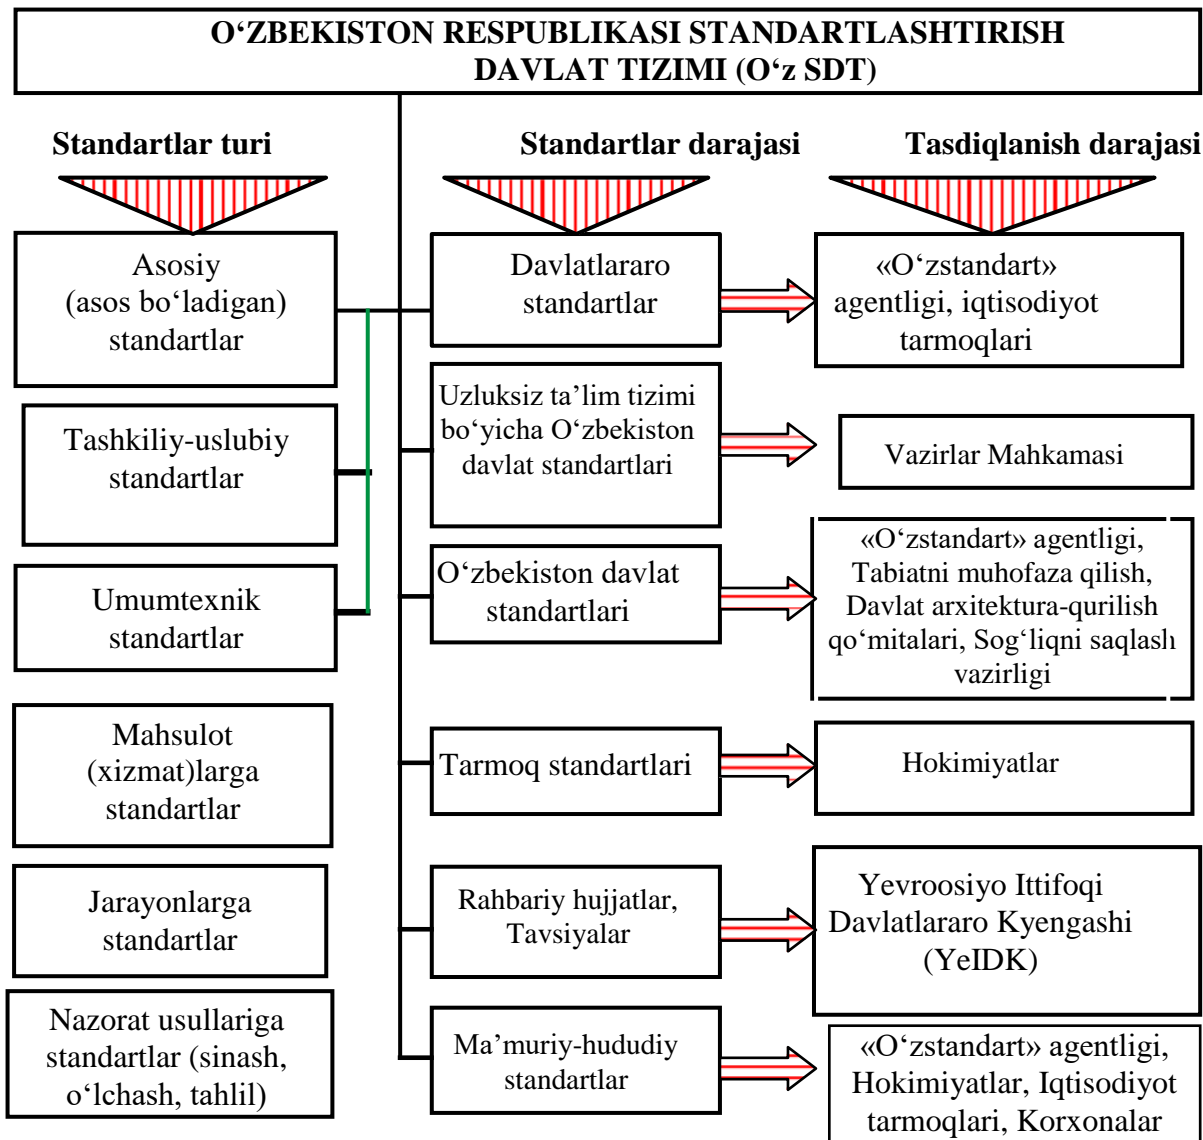 O‘ZBEKISTON RESPUBLIKASI STANDARTLASHTIRISH
DAVLAT TIZIMI (O‘z SDT)
Standartlar turi
Standartlar darajasi
Tasdiqlanish darajasi
Asosiy
(asos bo‘ladigan)
standartlar
Davlatlararo
standartlar
«O‘zstandart»
agentligi, iqtisodiyot
tarmoqlari
Tashkiliy-uslubiy
standartlar
Uzluksiz ta’lim tizimi
bo‘yicha O‘zbekiston
davlat standartlari
Vazirlar Mahkamasi
Umumtexnik
standartlar
O‘zbekiston davlat
standartlari
«O‘zstandart» agentligi,
Tabiatni muhofaza qilish,
Davlat arxitektura-qurilish
qo‘mitalari, Sog‘liqni saqlash
vazirligi
Mahsulot
(xizmat)larga
standartlar
Tarmoq standartlari
Hokimiyatlar
Jarayonlarga
standartlar
Rahbariy hujjatlar,
Tavsiyalar
Yevroosiyo Ittifoqi
Davlatlararo Kyengashi
(YeIDK)
Nazorat usullariga
standartlar (sinash,
o‘lchash, tahlil)
Ma’muriy-hududiy
standartlar
«O‘zstandart» agentligi,
Hokimiyatlar, Iqtisodiyot
tarmoqlari, Korxonalar